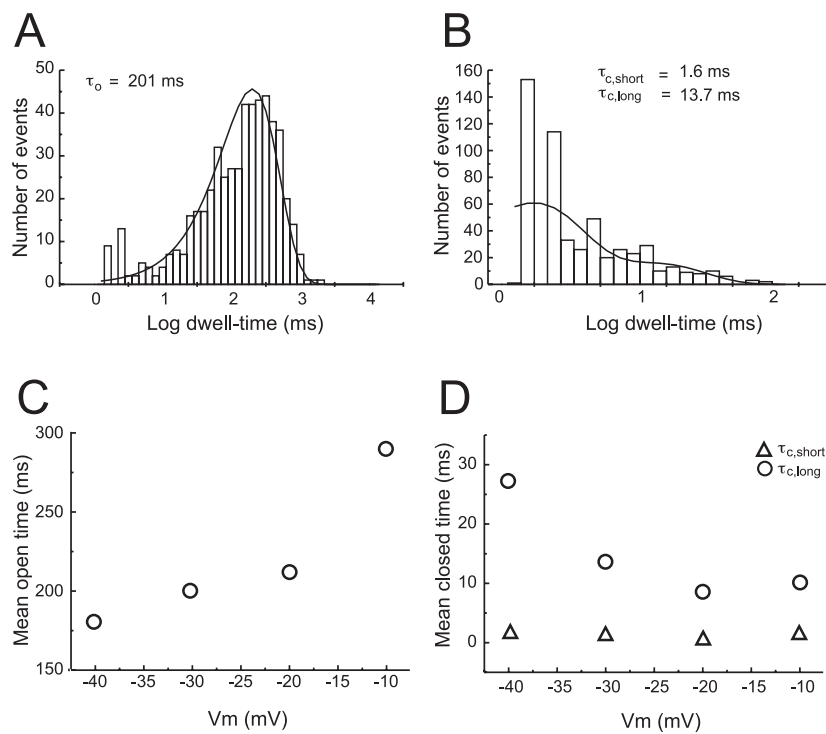 A
τo = 201 ms
50
40
30
20
10
0
Number of events
0 1 2 3 4
Log dwell-time (ms)
B
τc,short = 1.6 ms
τc,long = 13.7 ms
160
140
120
100
80
60
40
20
0
Number of events
0 1 2
Log dwell-time (ms)
C
300
250
200
150
Mean open time (ms)
-40 -35 -30 -25 -20 -15 -10
Vm (mV)
D
τc,short
τc,long
30
20
10
0
Mean closed time (ms)
-40 -35 -30 -25 -20 -15 -10
Vm (mV)